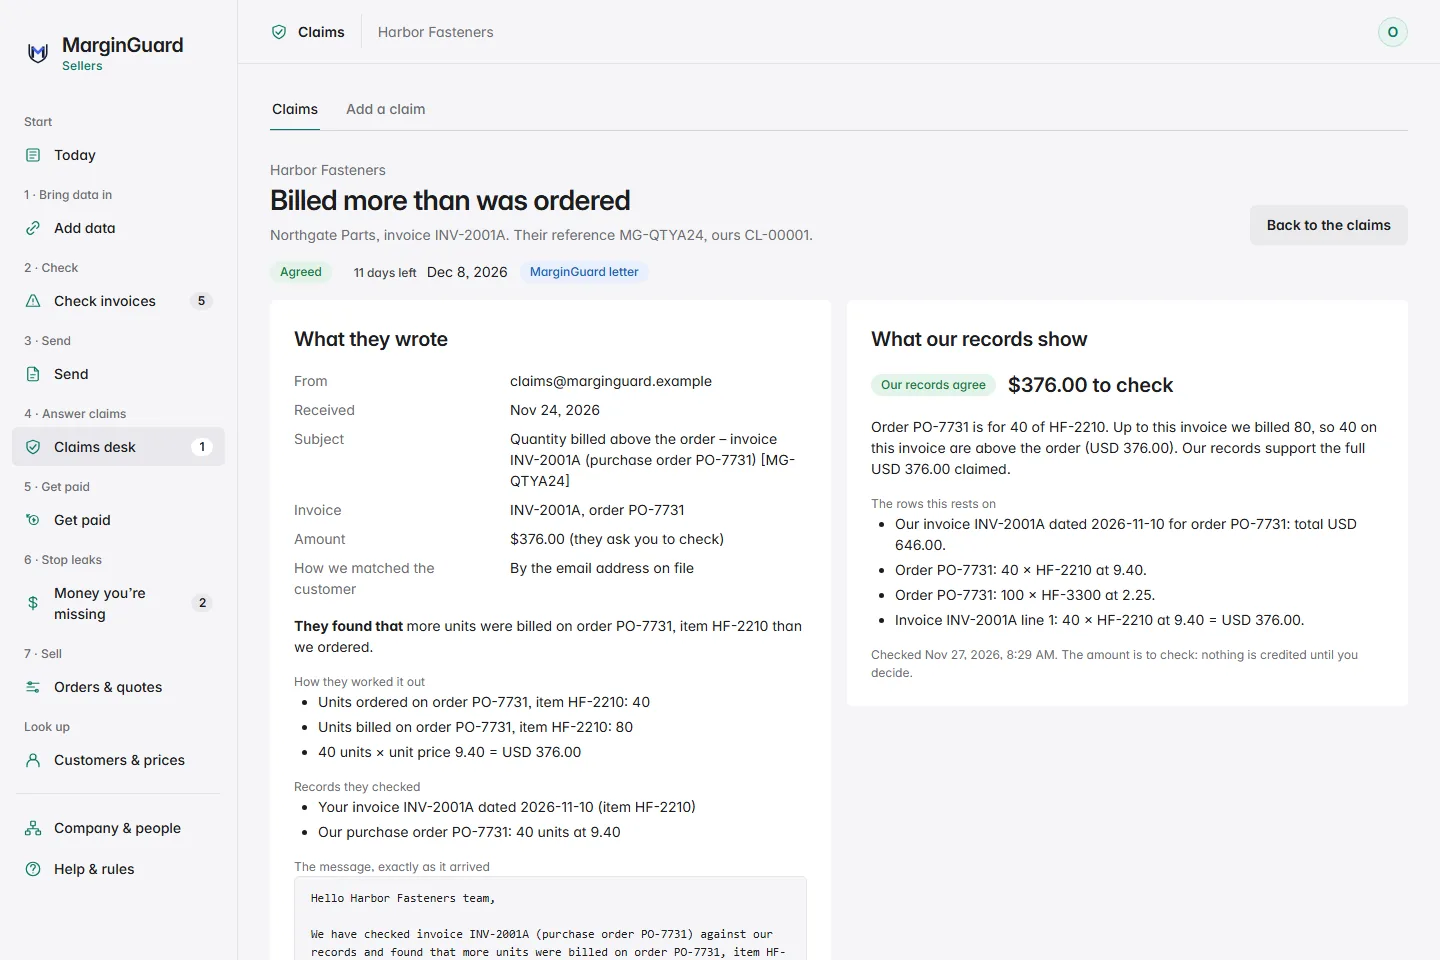 MarginGuard
Sellers
Start
Today
1 · Bring data in
Add data
2 · Check
Check invoices
5
3 · Send
Send
4 · Answer claims
Claims desk
1
5 · Get paid
Get paid
6 · Stop leaks
Money you're
missing
2
7 · Sell
Orders & quotes
Look up
Customers & prices
Company & people
Help & rules
Claims
Harbor Fasteners
O
Claims
Add a claim
Harbor Fasteners
Billed more than was ordered
Northgate Parts, invoice INV-2001A. Their reference MG-QTYA24, ours CL-00001.
Back to the claims
Agreed
11 days left
Dec 8, 2026
MarginGuard letter
What they wrote
From
claims@marginguard.example
Received
Nov 24, 2026
Subject
Quantity billed above the order – invoice
INV-2001A (purchase order PO-7731) [MG-
QTYA24]
Invoice
INV-2001A, order PO-7731
Amount
$376.00 (they ask you to check)
How we matched the
customer
By the email address on file
They found that more units were billed on order PO-7731, item HF-2210 than
we ordered.
How they worked it out
• Units ordered on order PO-7731, item HF-2210: 40
• Units billed on order PO-7731, item HF-2210: 80
• 40 units × unit price 9.40 = USD 376.00
Records they checked
• Your invoice INV-2001A dated 2026-11-10 (item HF-2210)
• Our purchase order PO-7731: 40 units at 9.40
The message, exactly as it arrived
Hello Harbor Fasteners team,
We have checked invoice INV-2001A (purchase order PO-7731) against our
records and found that more units were billed on order PO-7731, item HF-
What our records show
Our records agree
$376.00 to check
Order PO-7731 is for 40 of HF-2210. Up to this invoice we billed 80, so 40 on
this invoice are above the order (USD 376.00). Our records support the full
USD 376.00 claimed.
The rows this rests on
• Our invoice INV-2001A dated 2026-11-10 for order PO-7731: total USD
646.00.
• Order PO-7731: 40 × HF-2210 at 9.40.
• Order PO-7731: 100 × HF-3300 at 2.25.
• Invoice INV-2001A line 1: 40 × HF-2210 at 9.40 = USD 376.00.
Checked Nov 27, 2026, 8:29 AM. The amount is to check: nothing is credited until you
decide.